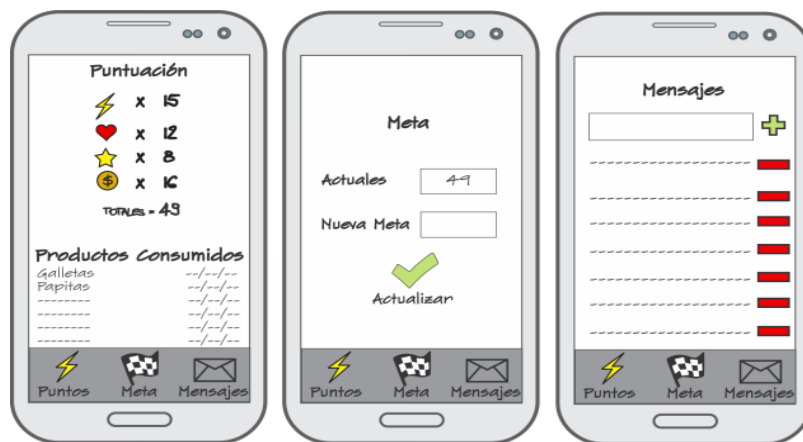 Puntuación
x 15
x 12
x 8
$ x 16
TOTALES = 49
Productos Consumidos
Galletas --/--/--
Papitas --/--/--
-------- --/--/--
-------- --/--/--
-------- --/--/--
-------- --/--/--
Puntos Meta Mensajes
Meta
Actuales 49
Nueva Meta
Actualizar
Puntos Meta Mensajes
Mensajes
Puntos Meta Mensajes